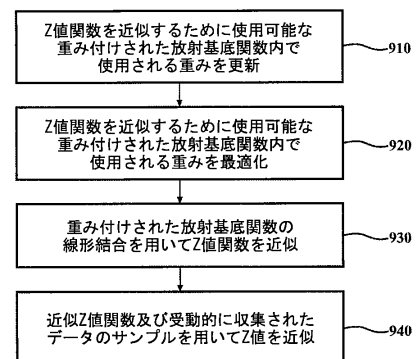 Z値関数を近似するために使用可能な
重み付けされた放射基底関数内で
使用される重みを更新
910
Z値関数を近似するために使用可能な
重み付けされた放射基底関数内で
使用される重みを最適化
920
重み付けされた放射基底関数の
線形結合を用いてZ値関数を近似
930
近似Z値関数及び受動的に収集された
データのサンプルを用いてZ値を近似
940